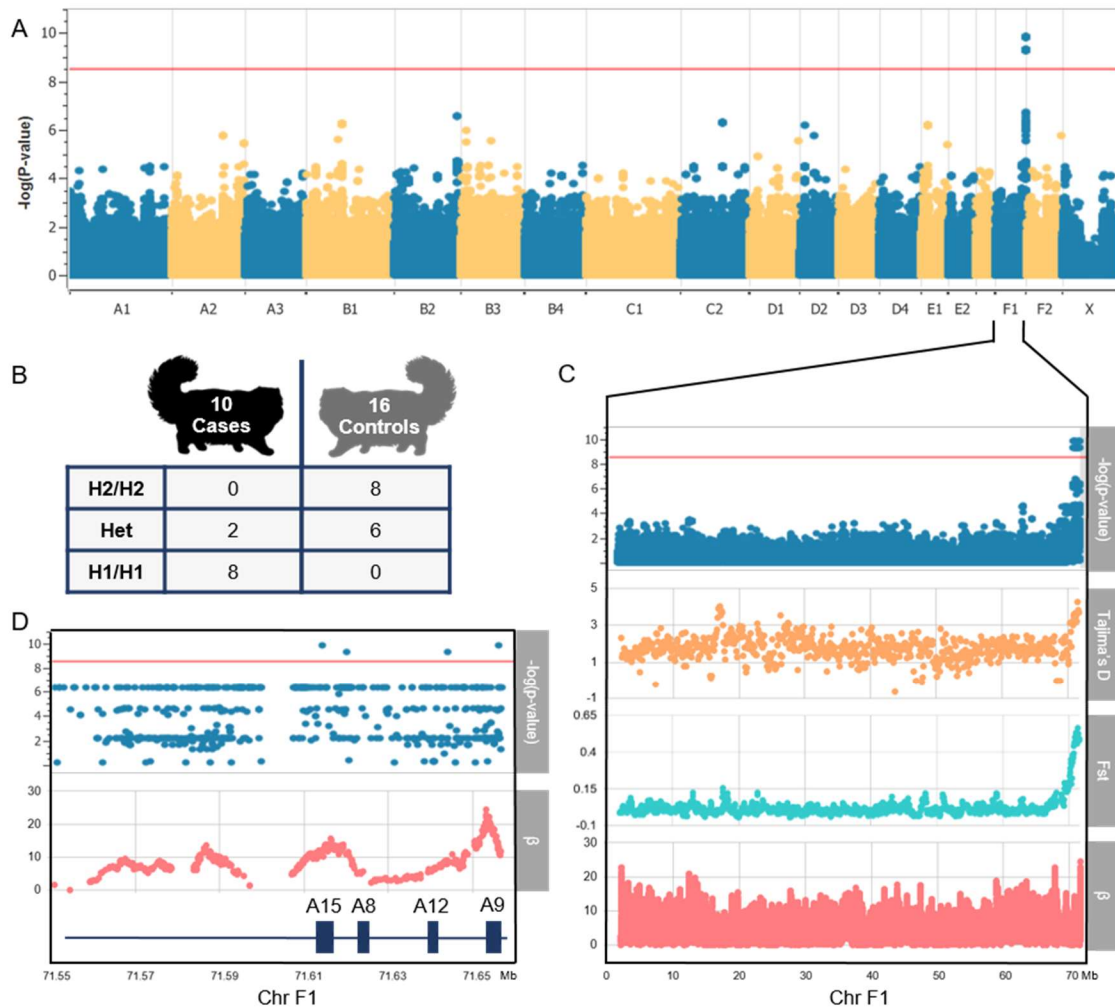 A
-log(P-value)
10
8
6
4
2
0
A1 A2 A3 B1 B2 B3 B4 C1 C2 D1 D2 D3 D4 E1 E2 F1 F2 X
B
10
Cases
16
Controls
H2/H2 0 8
Het 2 6
H1/H1 8 0
C
10
8
6
4
2
-log(p-value)
5
3
1
-1
Tajima's D
0.65
0.4
0.15
-0.1
Fst
30
20
10
0
β
0 10 20 30 40 50 60 70 Mb
Chr F1
D
10
8
6
4
2
-log(p-value)
30
20
10
0
β
A15 A8 A12 A9
71.55 71.57 71.59 71.61 71.63 71.65 Mb
Chr F1